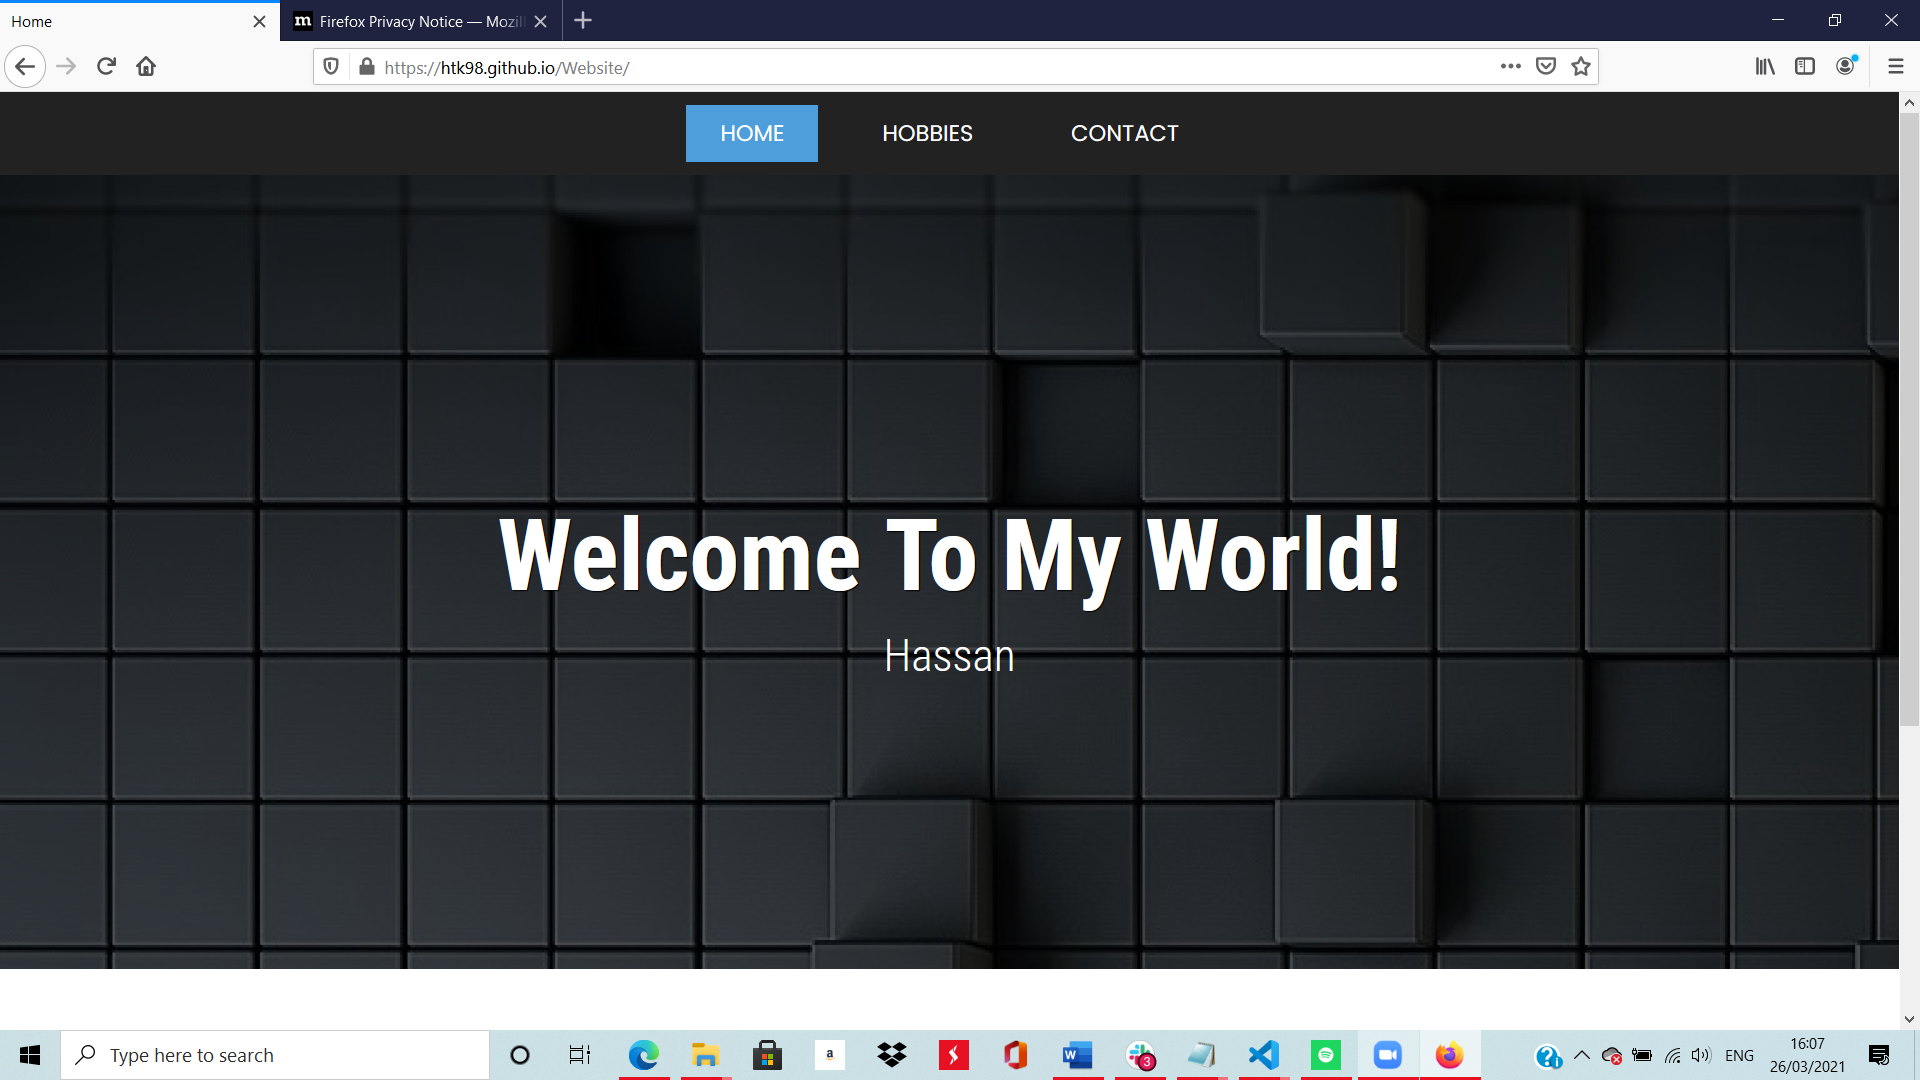 Home
m Firefox Privacy Notice — Mozil
https://htk98.github.io/Website/
HOME HOBBIES CONTACT
Welcome To My World!
Hassan
Type here to search
a
W
3
ENG
16:07
26/03/2021